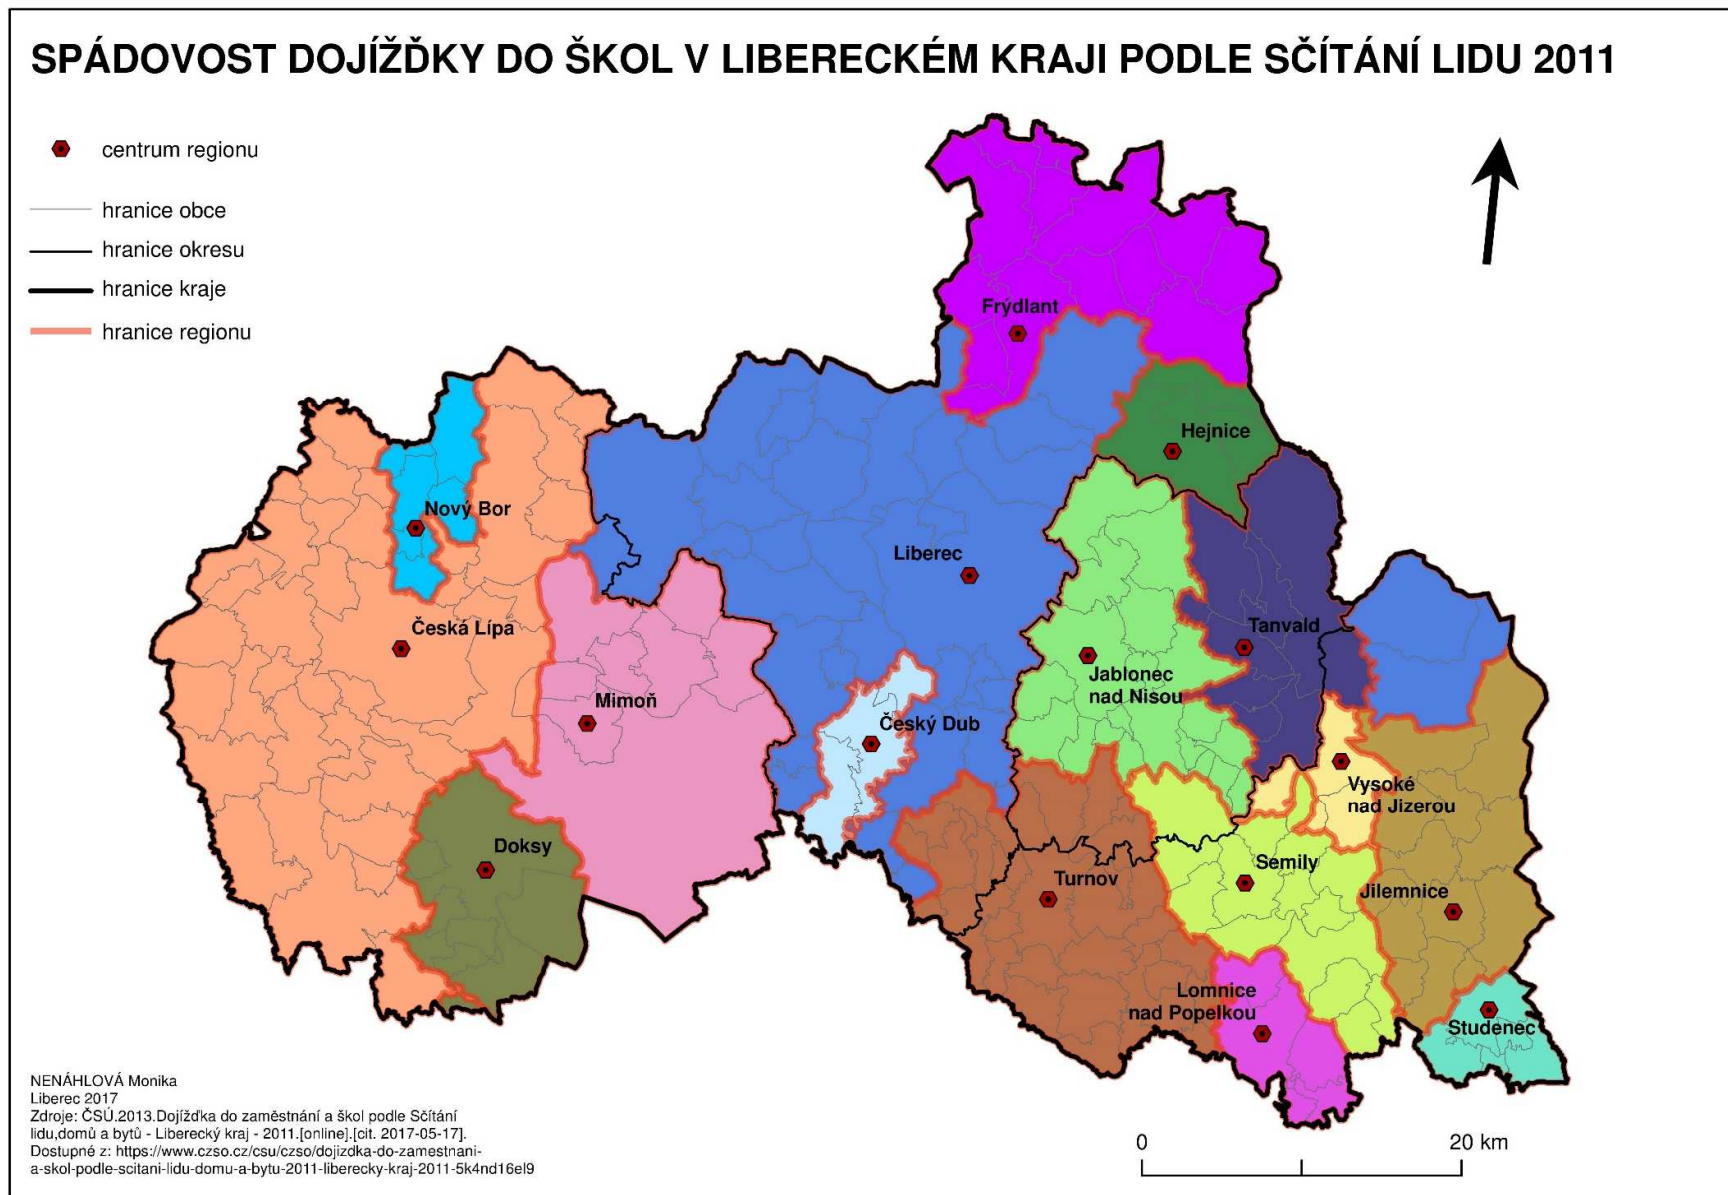 SPÁDOVOST DOJÍŽĎKY DO ŠKOL V LIBERECKÉM KRAJI PODLE SČÍTÁNÍ LIDU 2011
centrum regionu
hranice obce
hranice okresu
hranice kraje
hranice regionu
Frýdlant
Hejnice
Nový Bor
Liberec
Česká Lípa
Tanvald
Jablonec
nad Nisou
Mimoň
Český Dub
Vysoké
nad Jizerou
Doksy
Semily
Turnov
Jilemnice
Lomnice
nad Popelkou
Studenec
NENÁHLOVÁ Monika
Liberec 2017
Zdroje: ČSÚ.2013.Dojížďka do zaměstnání a škol podle Sčítání
lidu,domů a bytů - Liberecký kraj - 2011.[online].[cit. 2017-05-17].
Dostupné z: https://www.czso.cz/csu/czso/dojizdka-do-zamestnani-
a-skol-podle-scitani-lidu-domu-a-bytu-2011-liberecky-kraj-2011-5k4nd16el9
0 20 km